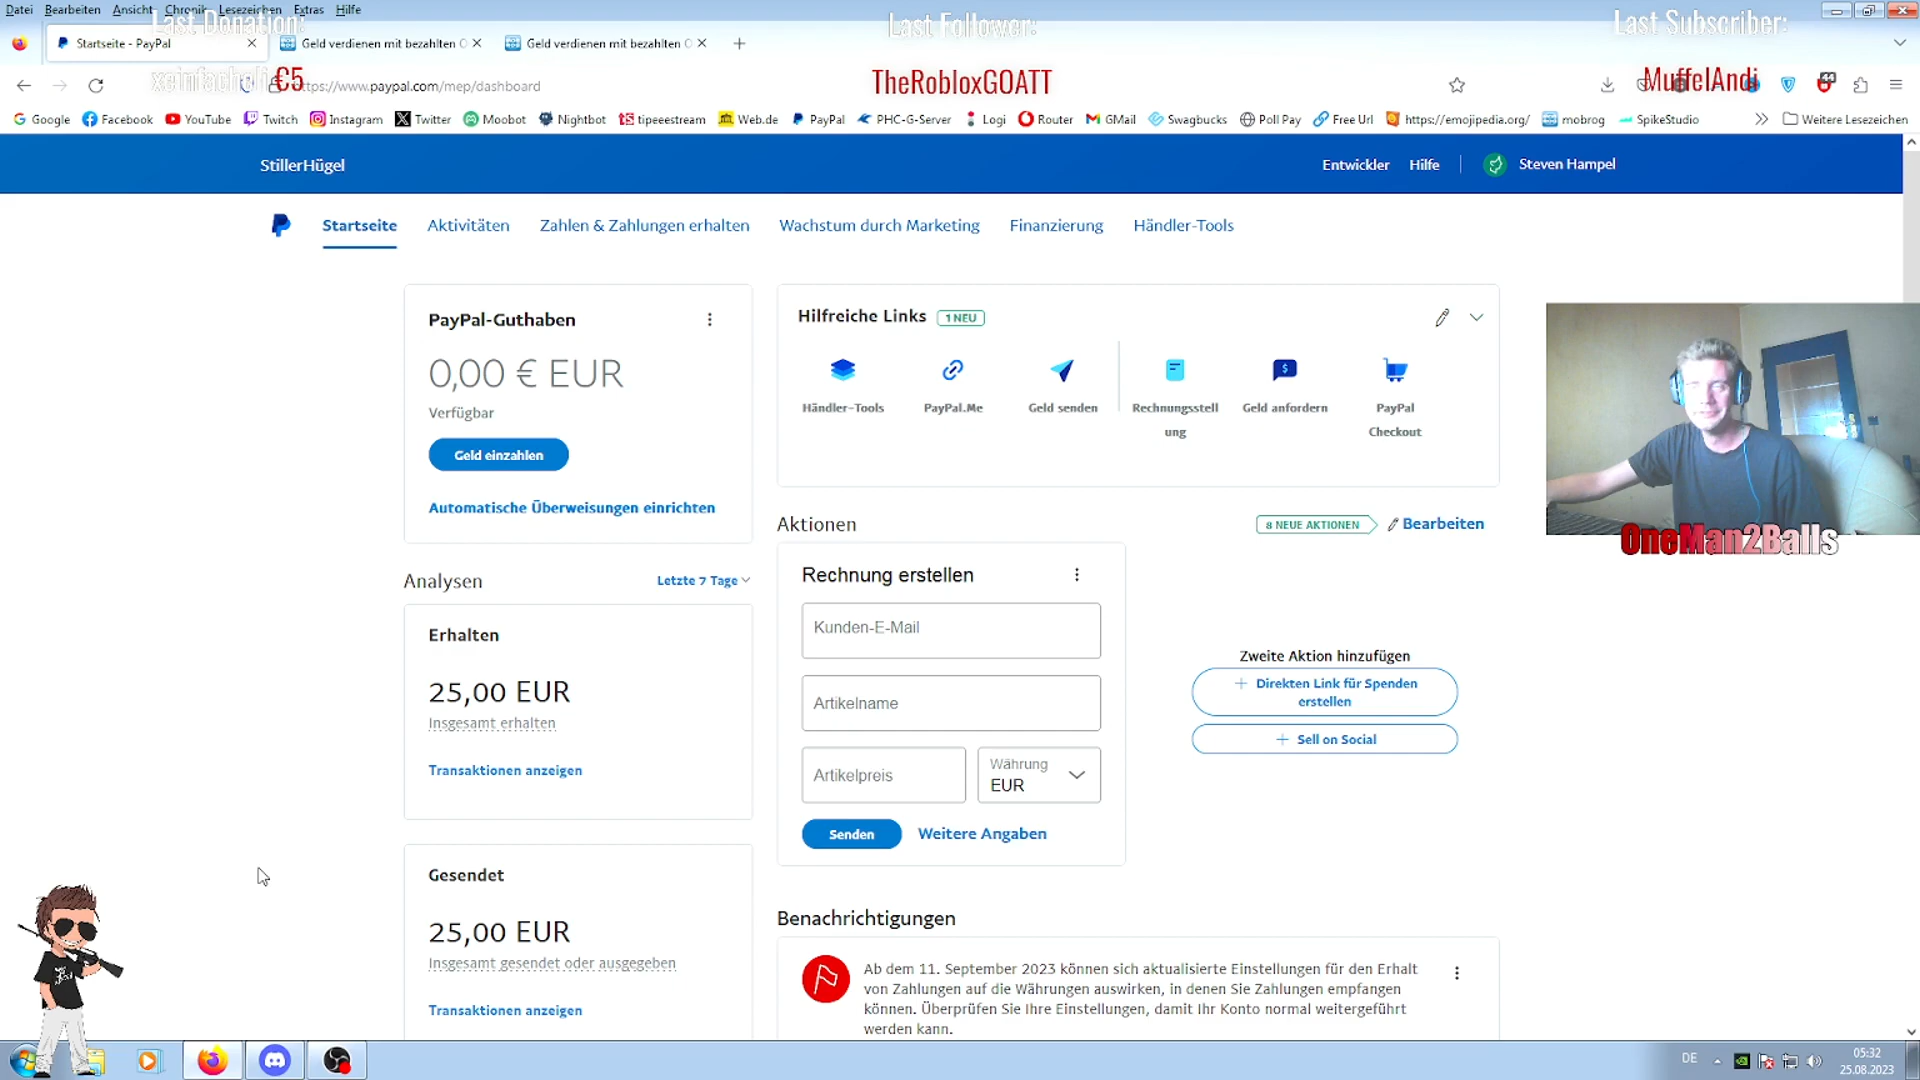 Datei Bearbeiten Ansicht Chronik Lesezeichen Extras Hilfe
Last Donation:
Last Follower:
Last Subscriber:
Startseite - PayPal
Geld verdienen mit bezahlten
Geld verdienen mit bezahlten
xeinfacholi €5
TheRobloxGOATT
MuffelAndi
https://www.paypal.com/mep/dashboard
44
Google Facebook YouTube Twitch Instagram Twitter Moobot Nightbot tipeeestream Web.de PayPal PHC-G-Server Logi Router GMail Swagbucks Poll Pay Free Url https://emojipedia.org/ mobrog SpikeStudio Weitere Lesezeichen
StillerHügel
Entwickler Hilfe Steven Hampel
Startseite Aktivitäten Zahlen & Zahlungen erhalten Wachstum durch Marketing Finanzierung Händler-Tools
PayPal-Guthaben
0,00 € EUR
Verfügbar
Geld einzahlen
Automatische Überweisungen einrichten
Hilfreiche Links 1 NEU
Händler-Tools
PayPal.Me
Geld senden
Rechnungsstell
ung
Geld anfordern
PayPal
Checkout
Aktionen
8 NEUE AKTIONEN
Bearbeiten
OneMan2Balls
Analysen
Letzte 7 Tage
Erhalten
25,00 EUR
Insgesamt erhalten
Transaktionen anzeigen
Rechnung erstellen
Kunden-E-Mail
Artikelname
Artikelpreis
Währung
EUR
Senden
Weitere Angaben
Zweite Aktion hinzufügen
Direkten Link für Spenden
erstellen
Sell on Social
Gesendet
25,00 EUR
Insgesamt gesendet oder ausgegeben
Transaktionen anzeigen
Benachrichtigungen
Ab dem 11. September 2023 können sich aktualisierte Einstellungen für den Erhalt
von Zahlungen auf die Währungen auswirken, in denen Sie Zahlungen empfangen
können. Überprüfen Sie Ihre Einstellungen, damit Ihr Konto normal weitergeführt
werden kann.
DE
05:32
25.08.2023